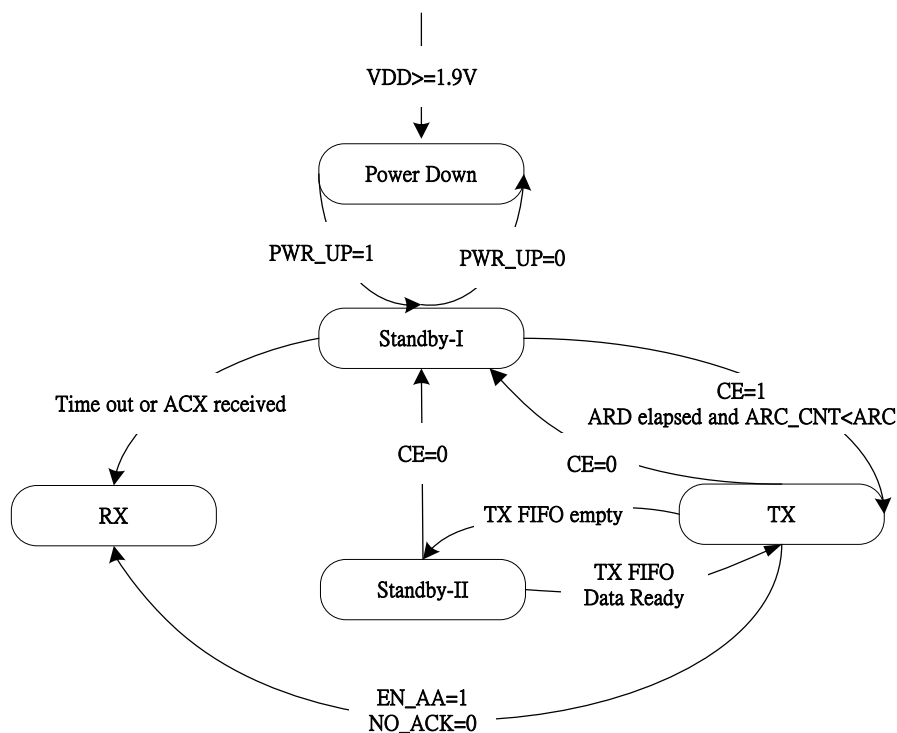 VDD>=1.9V
Power Down
PWR_UP=1
PWR_UP=0
Standby-I
Time out or ACX received
CE=1
ARD elapsed and ARC_CNT<ARC
CE=0
CE=0
RX
TX FIFO empty
TX
Standby-II
TX FIFO
Data Ready
EN_AA=1
NO_ACK=0